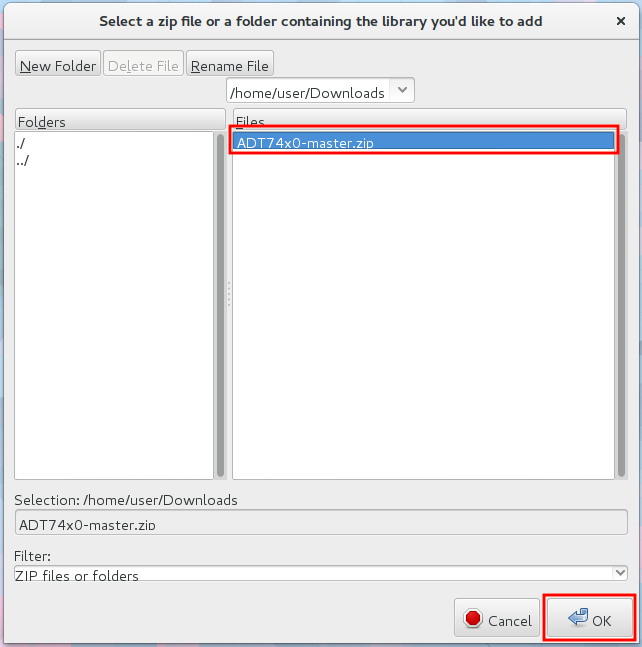 Select a zip file or a folder containing the library you'd like to add
New Folder Delete File Rename File
/home/user/Downloads
Folders Files
./ ADT74x0-master.zip
../
Selection: /home/user/Downloads
ADT74x0-master.zip
Filter:
ZIP files or folders
Cancel OK